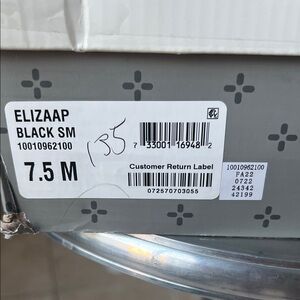 ELIZAAP
BLACK SM
10010962100
7.5 M
135
7 33001 16948 2
Customer Return Label
072570703055
10010962100
FA22
0722
24342
42199